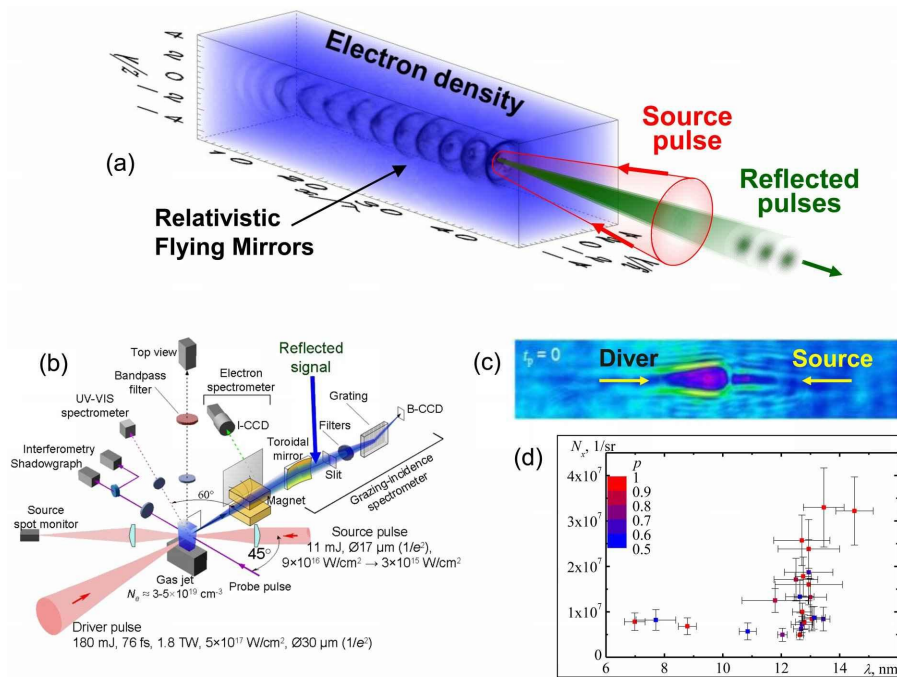 (a)
Electron density
Source
pulse
Reflected
pulses
Relativistic
Flying Mirrors
(b)
Top view
Bandpass
filter
UV-VIS
spectrometer
Interferometry
Shadowgraph
Source
spot monitor
60°
Electron
spectrometer
I-CCD
Reflected
signal
Toroidal
mirror
Magnet
Slit
Filters
Grating
B-CCD
Grazing-incidence
spectrometer
Source pulse
11 mJ, Ø17 µm (1/e²),
9×10¹⁶ W/cm² → 3×10¹⁵ W/cm²
45°
Gas jet
Nₑ ≈ 3-5×10¹⁹ cm⁻³
Probe pulse
Driver pulse
180 mJ, 76 fs, 1.8 TW, 5×10¹⁷ W/cm², Ø30 µm (1/e²)
(c)
tₚ = 0
Diver
Source
(d)
Nₓ, 1/sr
p
1
0.9
0.8
0.7
0.6
0.5
4x10⁷
3x10⁷
2x10⁷
1x10⁷
0
6 8 10 12 14 λ, nm